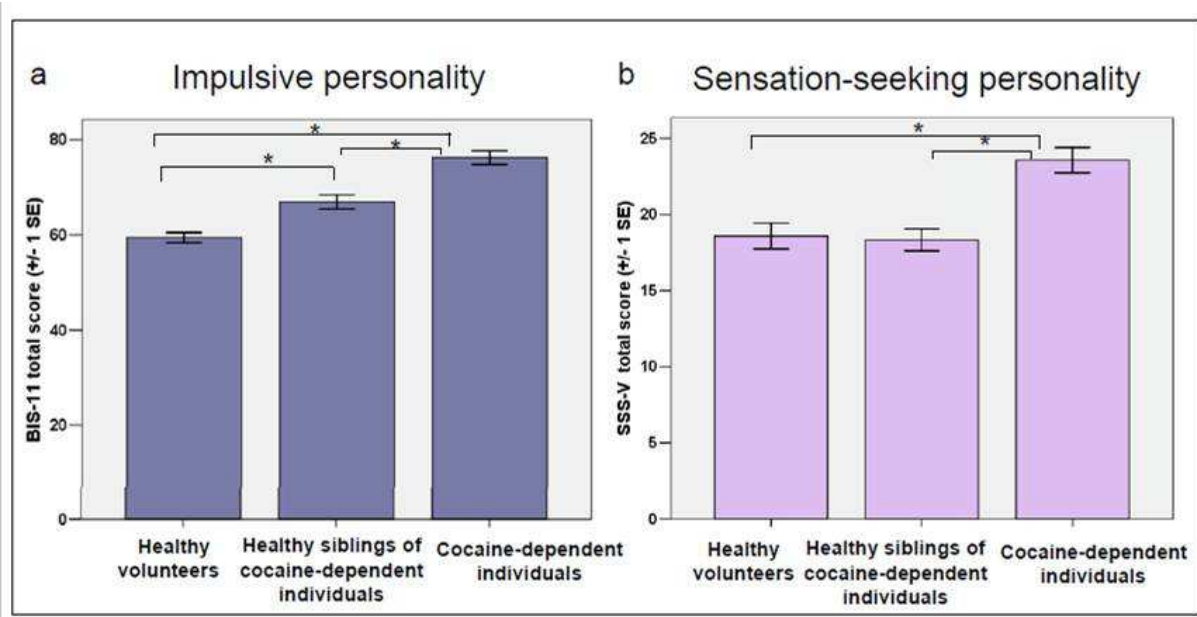 a
Impulsive personality
BIS-11 total score (+/- 1 SE)
80
60
40
20
0
*
*
*
Healthy
volunteers
Healthy siblings of
cocaine-dependent
individuals
Cocaine-dependent
individuals
b
Sensation-seeking personality
SSS-V total score (+/- 1 SE)
25
20
15
10
5
0
*
*
Healthy
volunteers
Healthy siblings of
cocaine-dependent
individuals
Cocaine-dependent
individuals